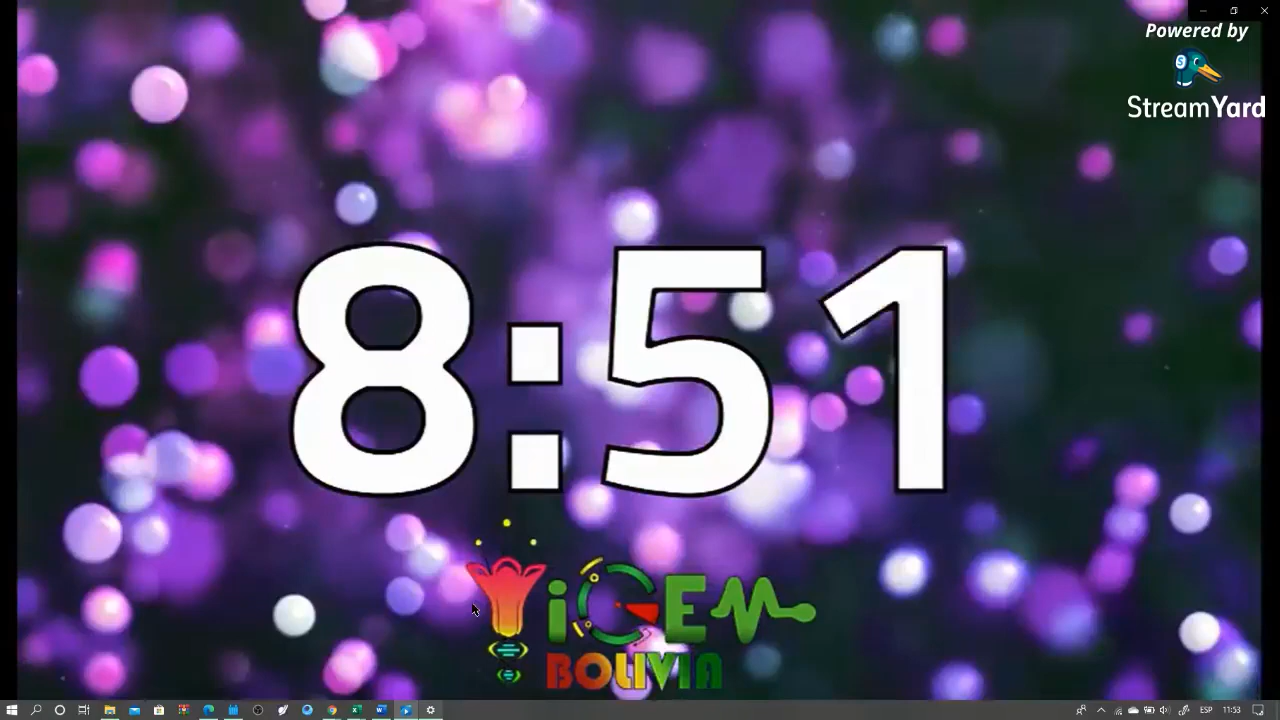 Powered by
StreamYard
8:51
iGEM
BOLIVIA
ESP 11:53